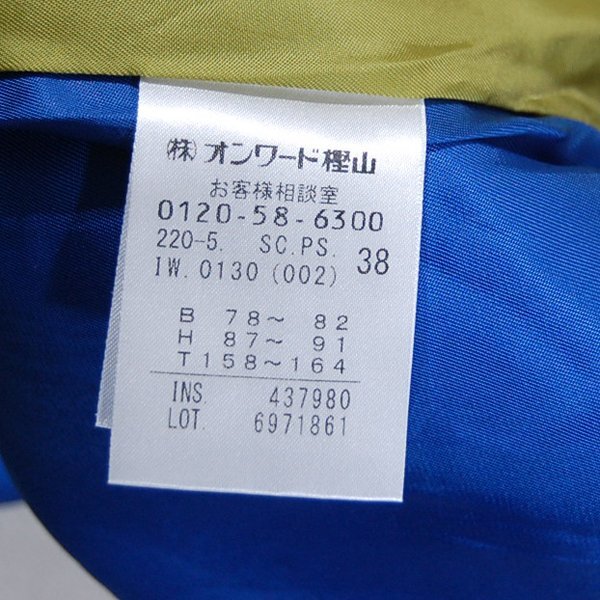 (株)オンワード樫山
お客様相談室
0120-58-6300
220-5. SC.PS. 38
IW.0130(002)
B 78~ 82
H 87~ 91
T 158~164
INS 437980
LOT. 6971861